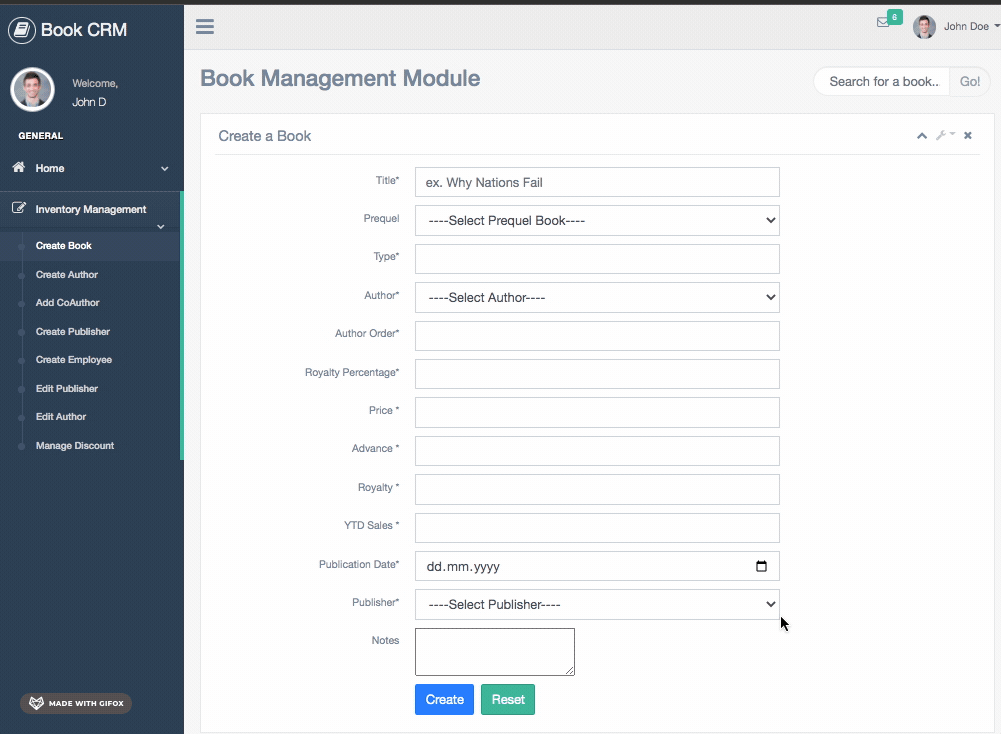 Book CRM
6
John Doe
Welcome,
John D
GENERAL
Home
Inventory Management
Create Book
Create Author
Add CoAuthor
Create Publisher
Create Employee
Edit Publisher
Edit Author
Manage Discount
MADE WITH GIFOX
Book Management Module
Search for a book..
Go!
Create a Book
Title*
ex. Why Nations Fail
Prequel
----Select Prequel Book----
Type*
Author*
----Select Author----
Author Order*
Royalty Percentage*
Price *
Advance *
Royalty *
YTD Sales *
Publication Date*
dd.mm.yyyy
Publisher*
----Select Publisher----
Notes
Create
Reset